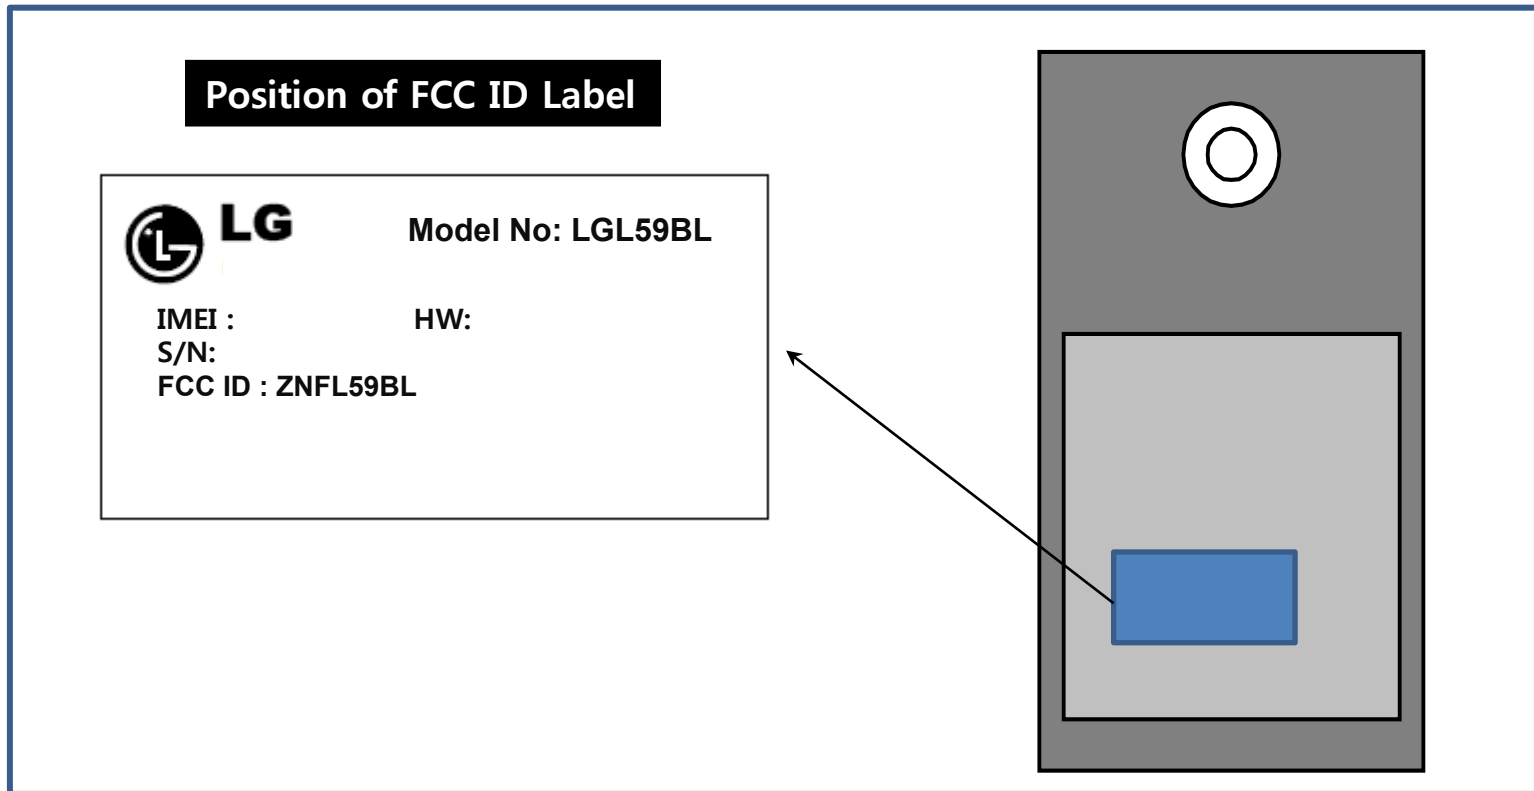 Position of FCC ID Label
LG Model No: LGL59BL
IMEI : HW:
S/N:
FCC ID : ZNFL59BL